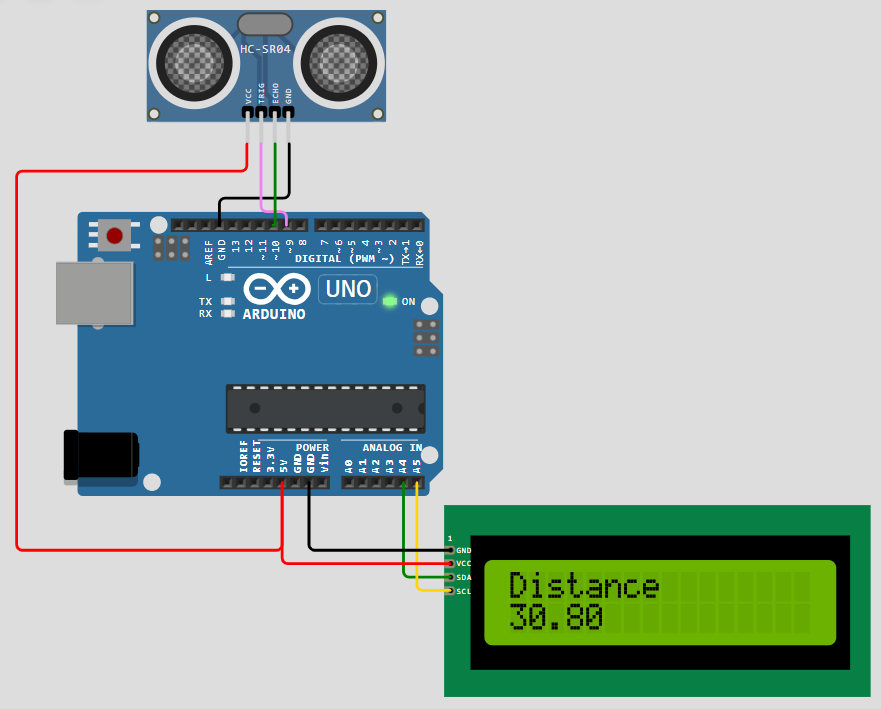 HC-SR04
VCC
TRIG
ECHO
GND
AREF
GND
13
12
~11
~10
~9
8
7
~6
~5
4
~3
2
TX→1
RX←0
DIGITAL (PWM ~)
L
TX
RX
UNO
ON
ARDUINO
POWER
ANALOG IN
IOREF
RESET
3.3V
5V
GND
GND
Vin
A0
A1
A2
A3
A4
A5
1
GND
VCC
SDA
SCL
Distance
30.80